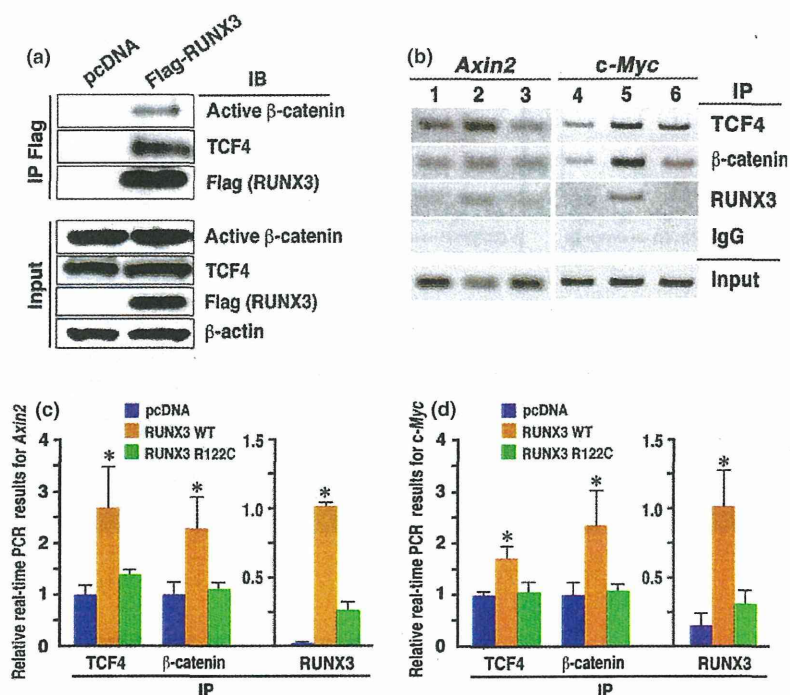 (a)
pcDNA
Flag-RUNX3
IB
IP Flag
Active β-catenin
TCF4
Flag (RUNX3)
Input
Active β-catenin
TCF4
Flag (RUNX3)
β-actin
(b)
Axin2 c-Myc
1 2 3 4 5 6 IP
TCF4
β-catenin
RUNX3
IgG
Input
(c)
pcDNA
RUNX3 WT
RUNX3 R122C
Relative real-time PCR results for Axin2
4
3
2
1
0
* * *
1.5
1.0
0.5
TCF4 β-catenin RUNX3
IP
(d)
pcDNA
RUNX3 WT
RUNX3 R122C
Relative real-time PCR results for c-Myc
4
3
2
1
0
* * *
1.5
1.0
0.5
TCF4 β-catenin RUNX3
IP